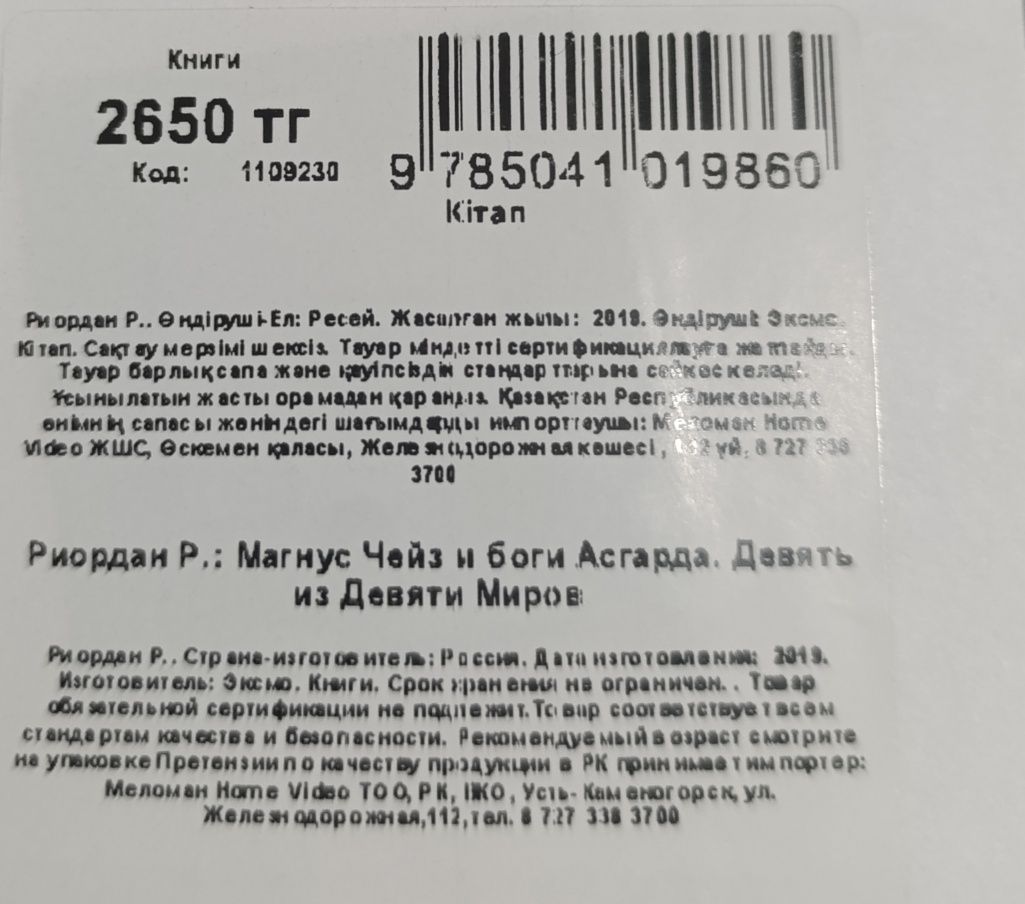 Книги
2650 тг
Код: 1109230
9 785041 019860
Кітап
Риордан Р.. Өндіруші-Ел: Ресей. Жасалған жылы: 2019. Өндіруші: Эксмо.
Кітап. Сақтау мерзімі шексіз. Тауар міндетті сертификациялауға жатпайды.
Тауар барлық сапа және қауіпсіздік стандарттарына сәйкес келеді.
Ұсынылатын жасты орамадан қараңыз. Қазақстан Республикасында
өнімнің сапасы жөніндегі шағымдарды импорттаушы: Меломан Home
Video ЖШС, Өскемен қаласы, Железнодорожная көшесі, 112 үй, 8 727 338
3700
Риордан Р.: Магнус Чейз и боги Асгарда. Девять
из Девяти Миров
Риордан Р.. Страна-изготовитель: Россия. Дата изготовления: 2019.
Изготовитель: Эксмо. Книги. Срок хранения не ограничен. . Товар
обязательной сертификации не подлежит. Товар соответствует всем
стандартам качества и безопасности. Рекомендуемый возраст смотрите
на упаковке Претензии по качеству продукции в РК принимает импортер:
Меломан Home Video ТОО, РК, ВКО, Усть-Каменогорск, ул.
Железнодорожная,112,тел. 8 727 338 3700